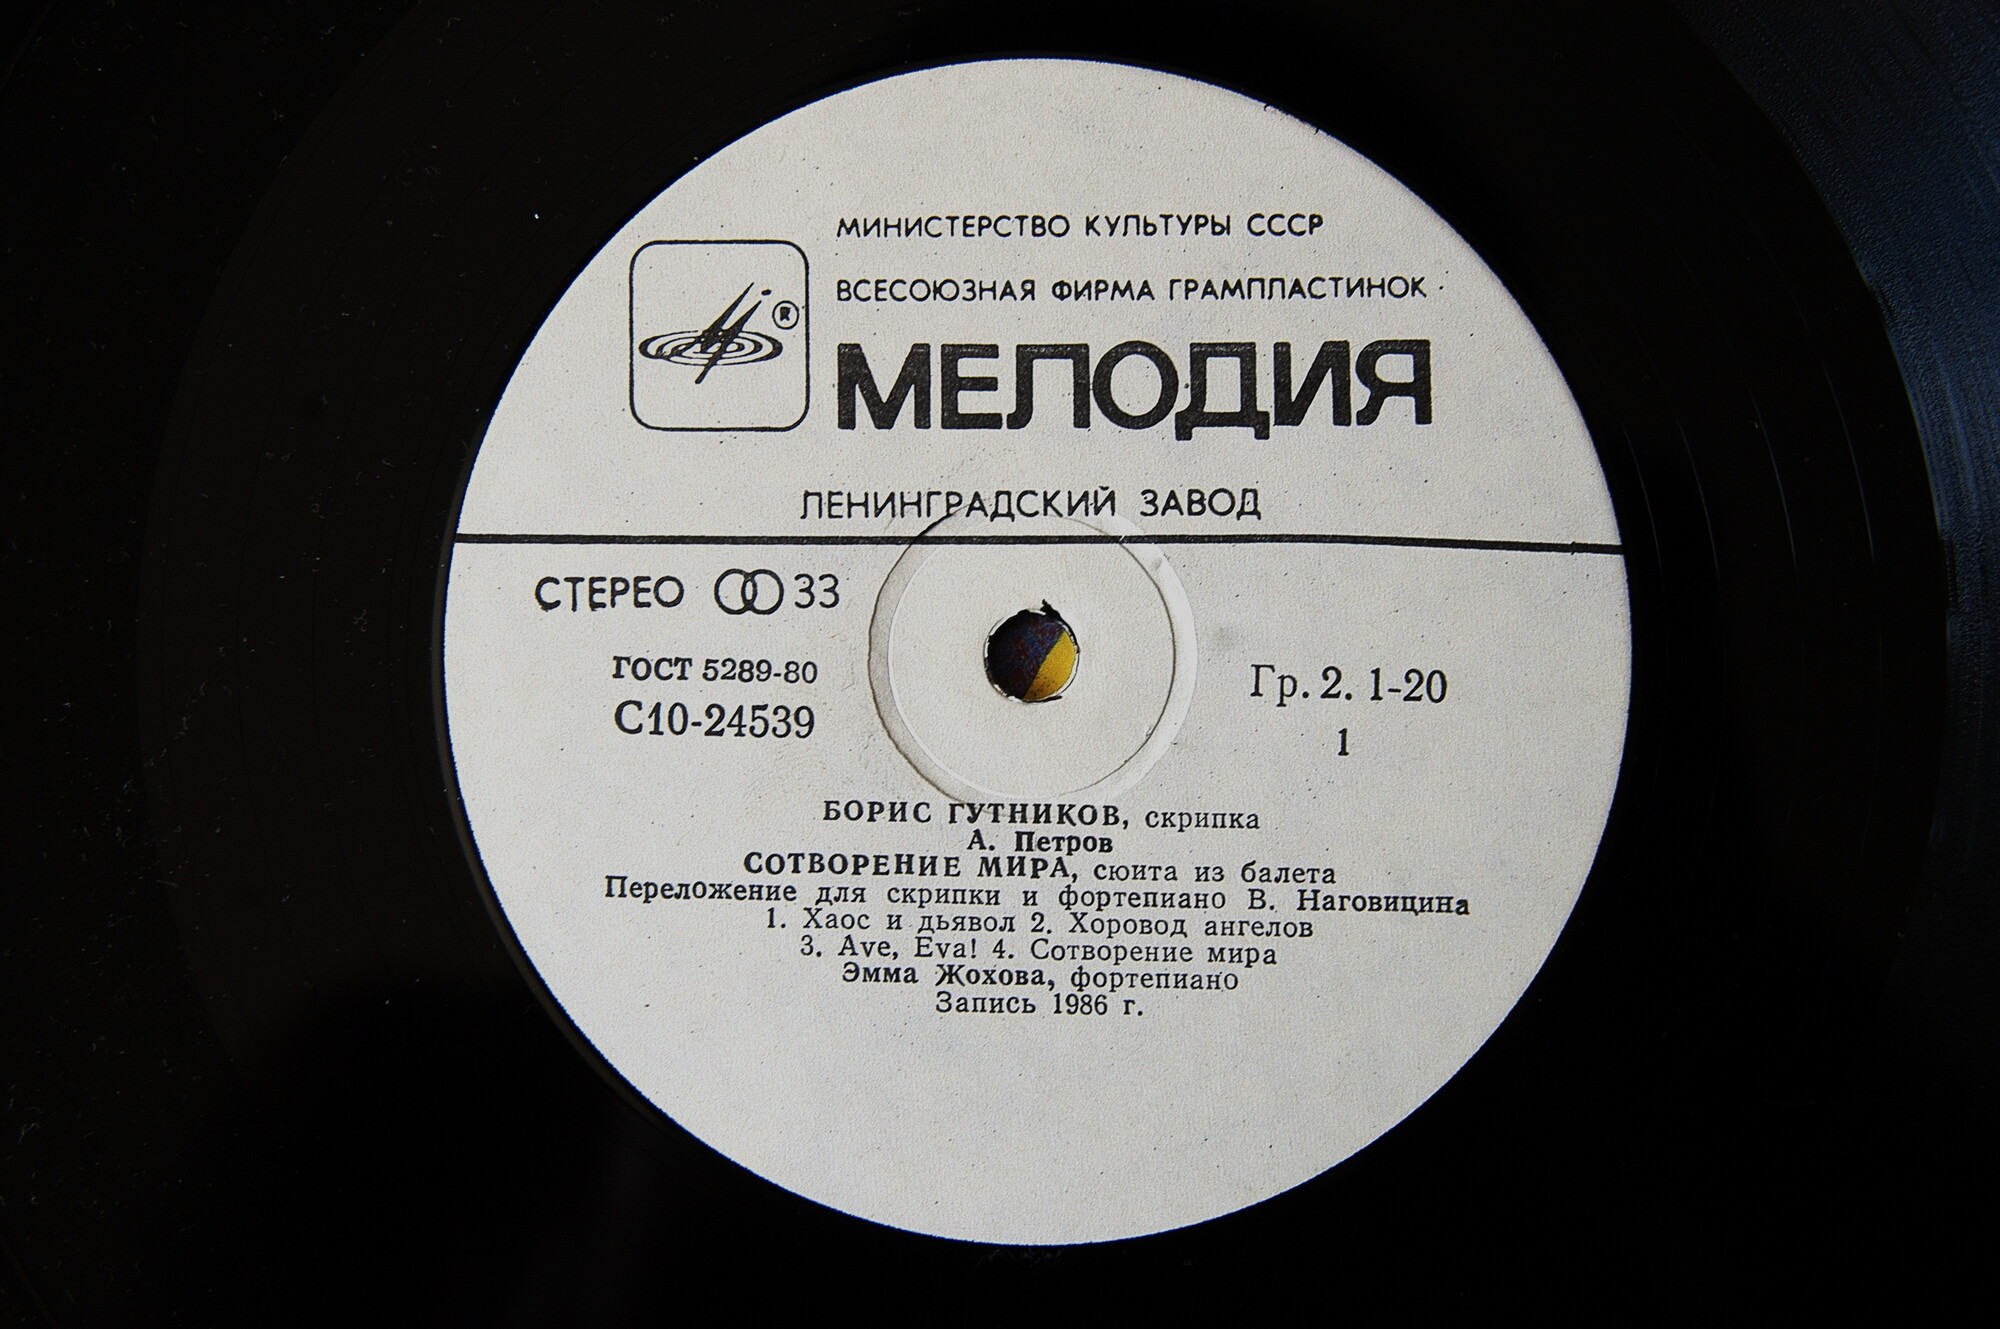 МИНИСТЕРСТВО КУЛЬТУРЫ СССР
ВСЕСОЮЗНАЯ ФИРМА ГРАМПЛАСТИНОК
®
МЕЛОДИЯ
ЛЕНИНГРАДСКИЙ ЗАВОД
СТЕРЕО 33
ГОСТ 5289-80
С10-24539
Гр. 2. 1-20
1
БОРИС ГУТНИКОВ, скрипка
А. Петров
СОТВОРЕНИЕ МИРА, сюита из балета
Переложение для скрипки и фортепиано В. Наговицина
1. Хаос и дьявол 2. Хоровод ангелов
3. Ave, Eva! 4. Сотворение мира
Эмма Жохова, фортепиано
Запись 1986 г.